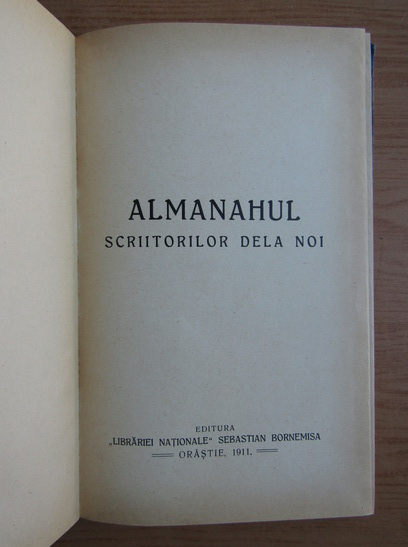 ALMANAHUL
SCRIITORILOR DELA NOI
EDITURA
„LIBRĂRIEI NAȚIONALE“ SEBASTIAN BORNEMISA
ORĂȘTIE, 1911.